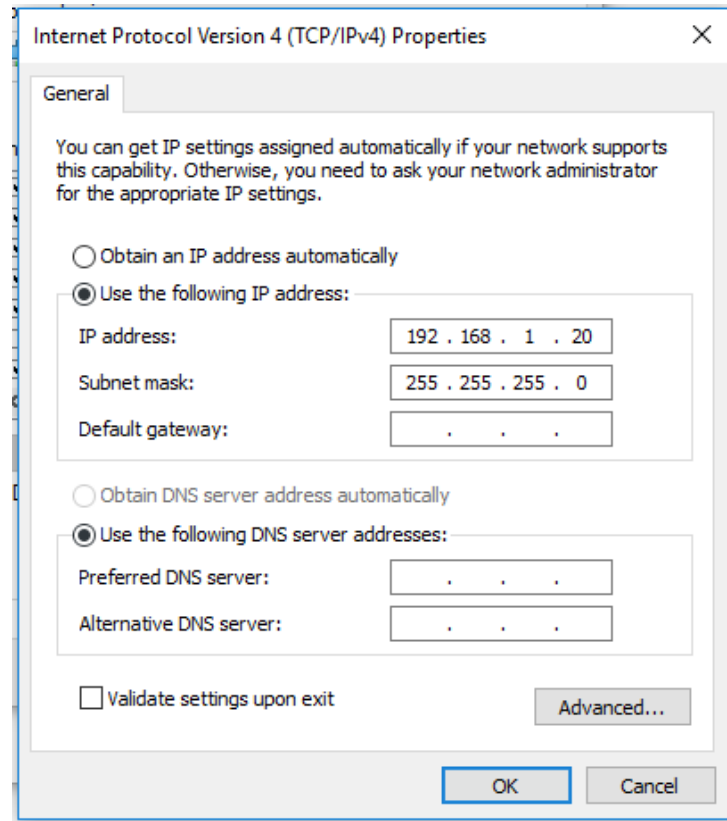 Internet Protocol Version 4 (TCP/IPv4) Properties
General
You can get IP settings assigned automatically if your network supports
this capability. Otherwise, you need to ask your network administrator
for the appropriate IP settings.
Obtain an IP address automatically
Use the following IP address:
IP address: 192 . 168 . 1 . 20
Subnet mask: 255 . 255 . 255 . 0
Default gateway: . . .
Obtain DNS server address automatically
Use the following DNS server addresses:
Preferred DNS server: . . .
Alternative DNS server: . . .
Validate settings upon exit
Advanced...
OK Cancel